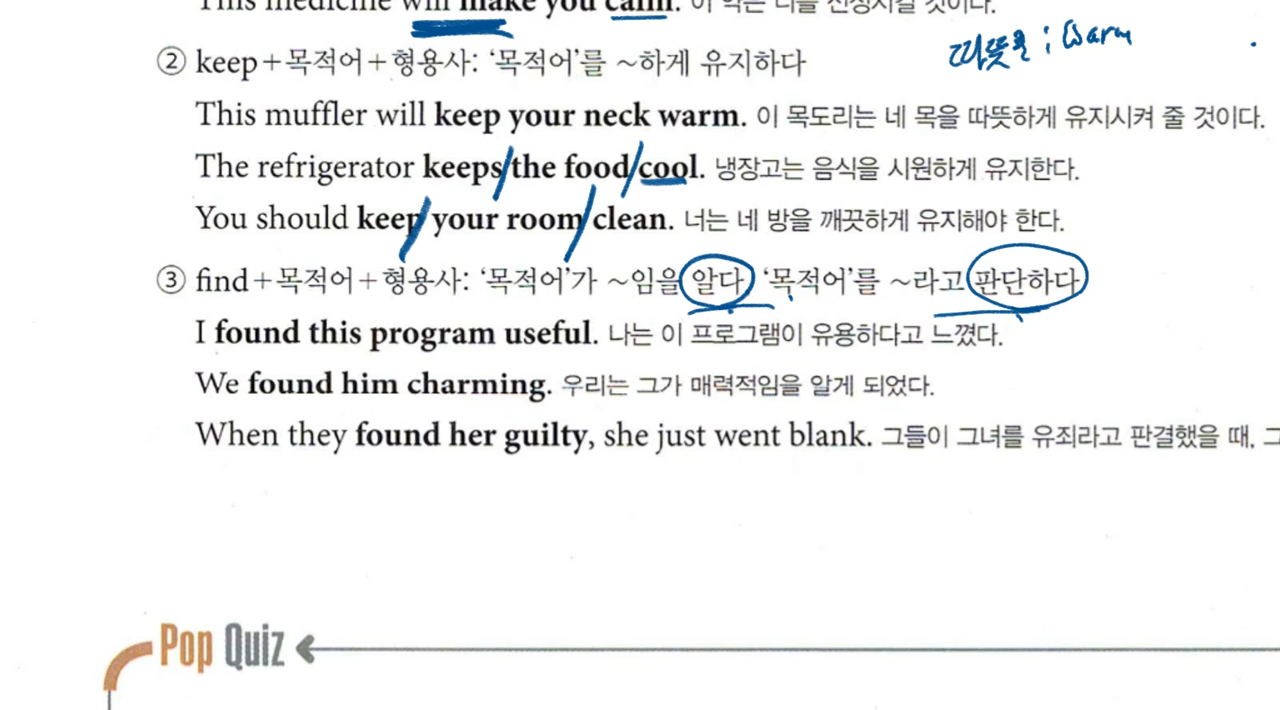 This medicine will make you calm. 이 약은 너를 진정시킬 것이다.
따뜻을 : warm
② keep+목적어+형용사: ‘목적어’를 ~하게 유지하다
This muffler will keep your neck warm. 이 목도리는 네 목을 따뜻하게 유지시켜 줄 것이다.
The refrigerator keeps/the food/cool. 냉장고는 음식을 시원하게 유지한다.
You should keep/your room/clean. 너는 네 방을 깨끗하게 유지해야 한다.
③ find+목적어+형용사: ‘목적어’가 ~임을 알다, ‘목적어’를 ~라고 판단하다
I found this program useful. 나는 이 프로그램이 유용하다고 느꼈다.
We found him charming. 우리는 그가 매력적임을 알게 되었다.
When they found her guilty, she just went blank. 그들이 그녀를 유죄라고 판결했을 때, 그
Pop Quiz